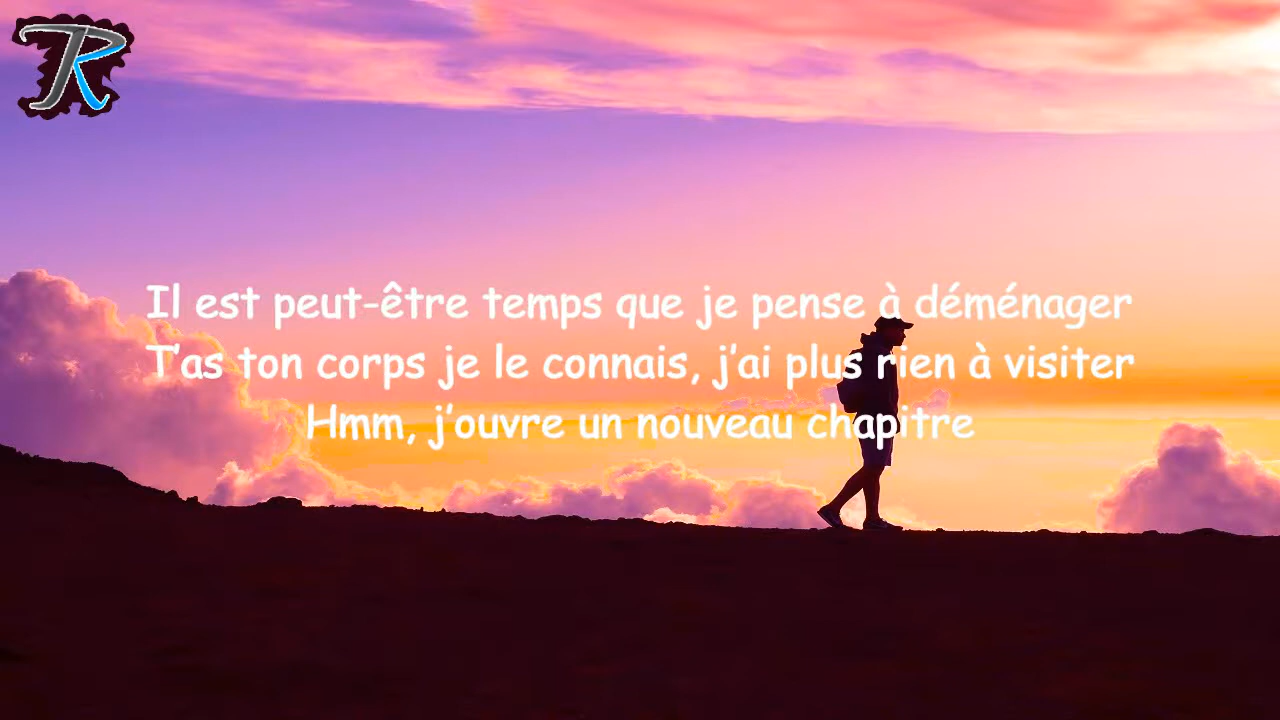 JR
Il est peut-être temps que je pense à déménager
T'as ton corps je le connais, j'ai plus rien à visiter
Hmm, j'ouvre un nouveau chapitre